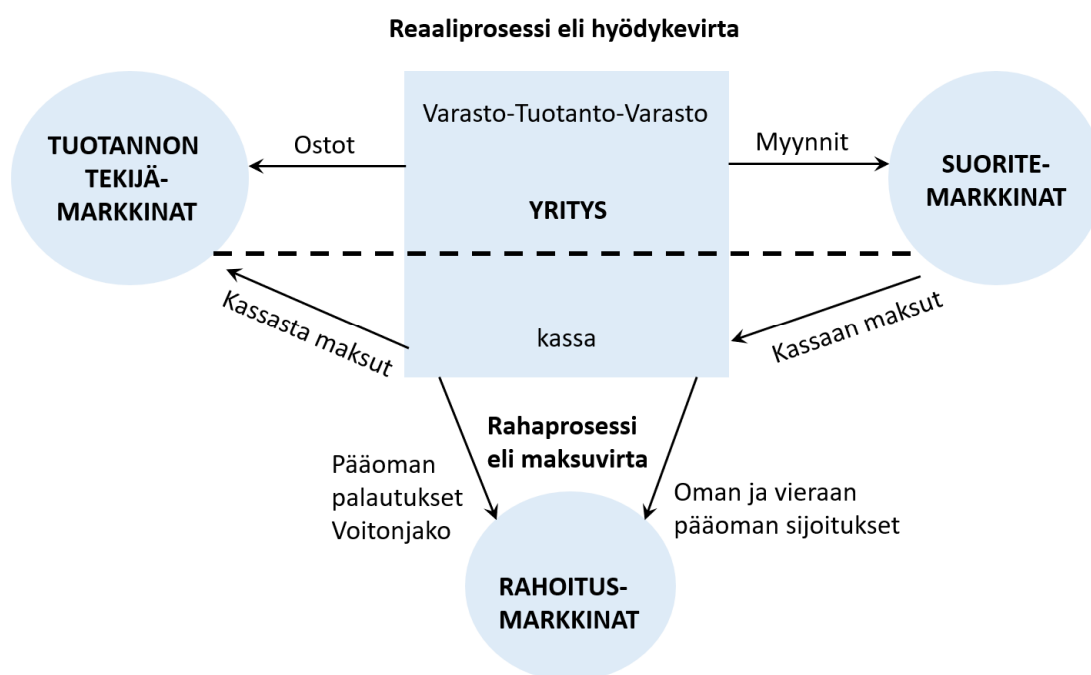 Reaaliprosessi eli hyödykevirta
Varasto-Tuotanto-Varasto
TUOTANNON
TEKIJÄ-
MARKKINAT
Ostot
Myynnit
SUORITE-
MARKKINAT
YRITYS
Kassasta maksut
kassa
Kassaan maksut
Rahaprosessi
eli maksuvirta
Pääoman
palautukset
Voitonjako
Oman ja vieraan
pääoman sijoitukset
RAHOITUS-
MARKKINAT